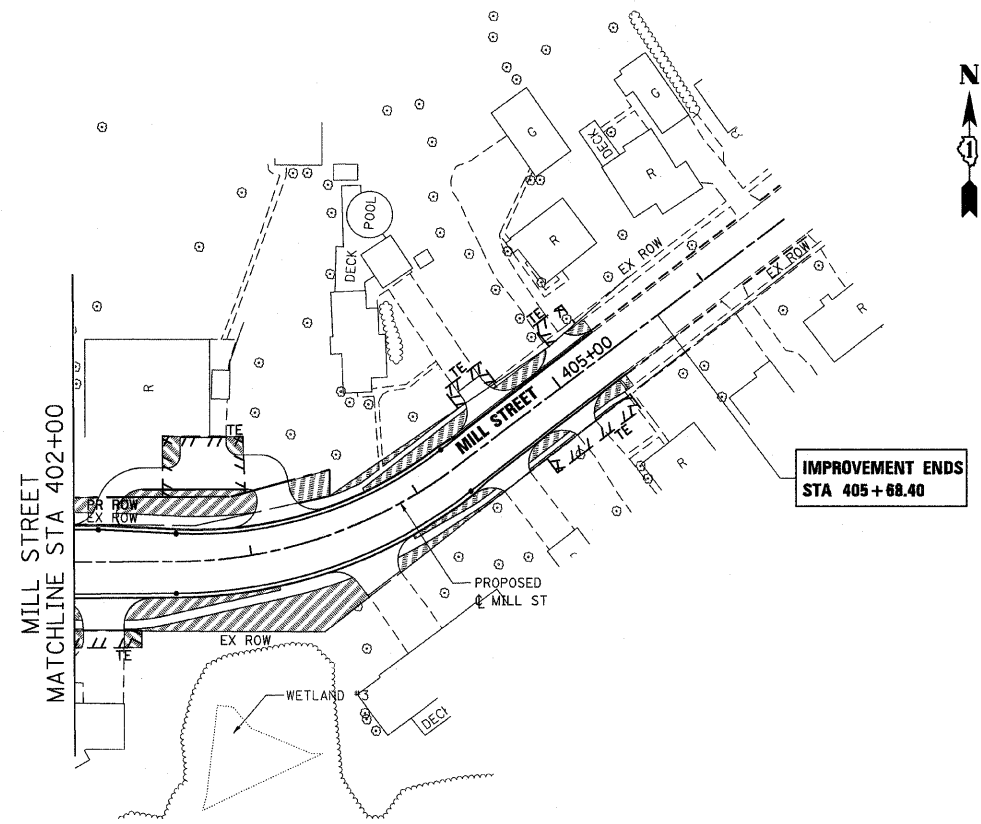 N
1
G
G
DECK
R
R
POOL
DECK
EX ROW
EX ROW
R
R
TE
TE
TE
405+00
MILL STREET
TE
R
MILL STREET
MATCHLINE STA 402+00
PR ROW
EX ROW
IMPROVEMENT ENDS
STA 405+68.40
PROPOSED
℄ MILL ST
EX ROW
TE
WETLAND #3
DECK